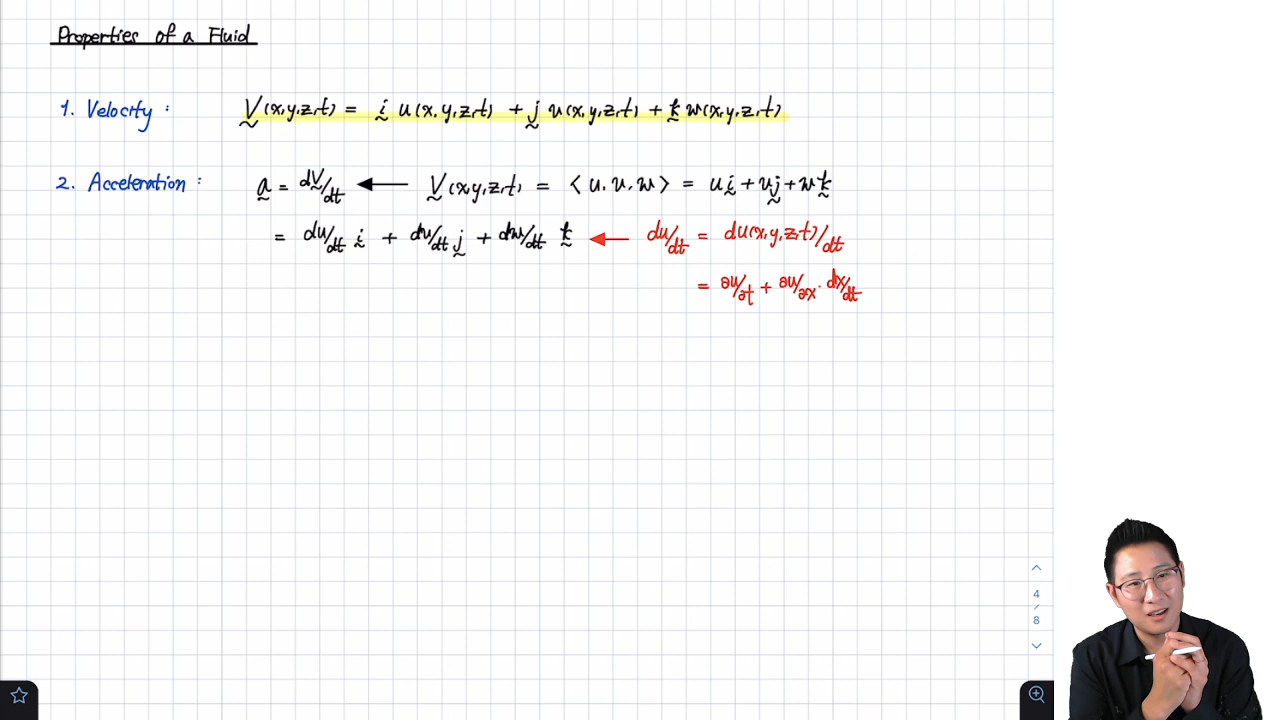 Properties of a Fluid
1. Velocity : V(x,y,z,t) = i u(x,y,z,t) + j v(x,y,z,t) + k w(x,y,z,t)
2. Acceleration : a = dV/dt ← V(x,y,z,t) = ⟨u, v, w⟩ = ui + vj + wk
= du/dt i + dv/dt j + dw/dt k ← du/dt = du(x,y,z,t)/dt
= ∂u/∂t + ∂u/∂x · dx/dt
4
/
8